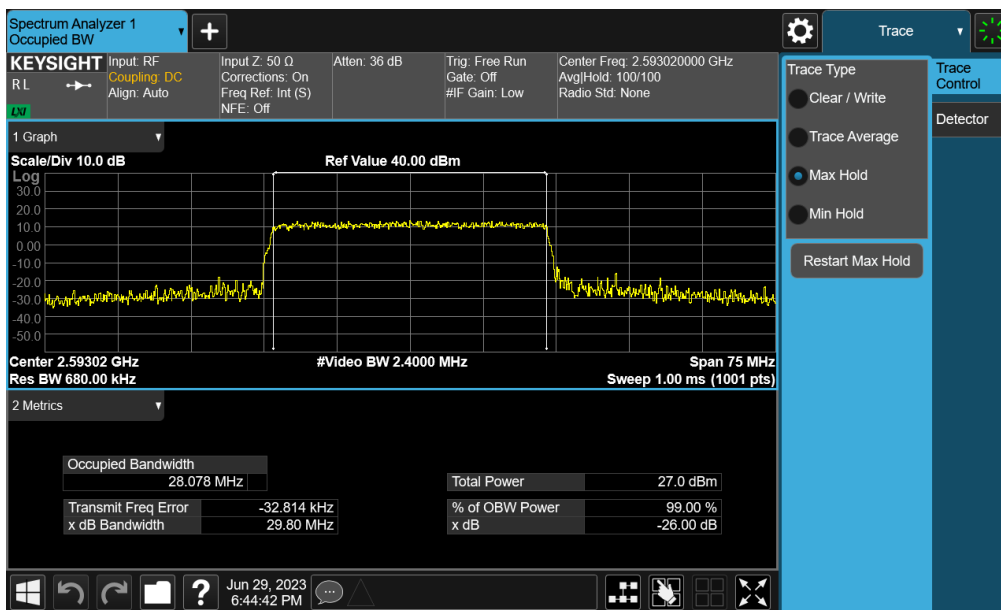 Spectrum Analyzer 1
Occupied BW
Trace
KEYSIGHT
R L
LXI
Input: RF
Coupling: DC
Align: Auto
Input Z: 50 Ω
Corrections: On
Freq Ref: Int (S)
NFE: Off
Atten: 36 dB
Trig: Free Run
Gate: Off
#IF Gain: Low
Center Freq: 2.593020000 GHz
Avg|Hold: 100/100
Radio Std: None
Trace Type
Clear / Write
Trace Average
Max Hold
Min Hold
Restart Max Hold
Trace
Control
Detector
1 Graph
Scale/Div 10.0 dB
Ref Value 40.00 dBm
Log
30.0
20.0
10.0
0.00
-10.0
-20.0
-30.0
-40.0
-50.0
Center 2.59302 GHz
#Video BW 2.4000 MHz
Span 75 MHz
Res BW 680.00 kHz
Sweep 1.00 ms (1001 pts)
2 Metrics
Occupied Bandwidth
28.078 MHz
Total Power 27.0 dBm
Transmit Freq Error -32.814 kHz
% of OBW Power 99.00 %
x dB Bandwidth 29.80 MHz
x dB -26.00 dB
?
Jun 29, 2023
6:44:42 PM